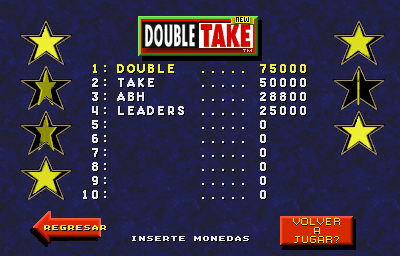 NEW
DOUBLE TAKE
TM
1: DOUBLE ..... 75000
2: TAKE ..... 50000
3: ABH ..... 28800
4: LEADERS ..... 25000
5: ..... 0
6: ..... 0
7: ..... 0
8: ..... 0
9: ..... 0
10: ..... 0
REGRESAR
INSERTE MONEDAS
VOLVER
A
JUGAR?